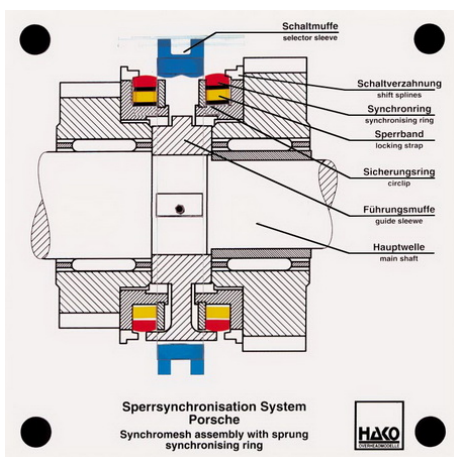 Schaltmuffe
selector sleeve
Schaltverzahnung
shift splines
Synchronring
synchronising ring
Sperrband
locking strap
Sicherungsring
circlip
Führungsmuffe
guide sleewe
Hauptwelle
main shaft
Sperrsynchronisation System
Porsche
Synchromesh assembly with sprung
synchronising ring
HAKO
OVERHEADMODELLE